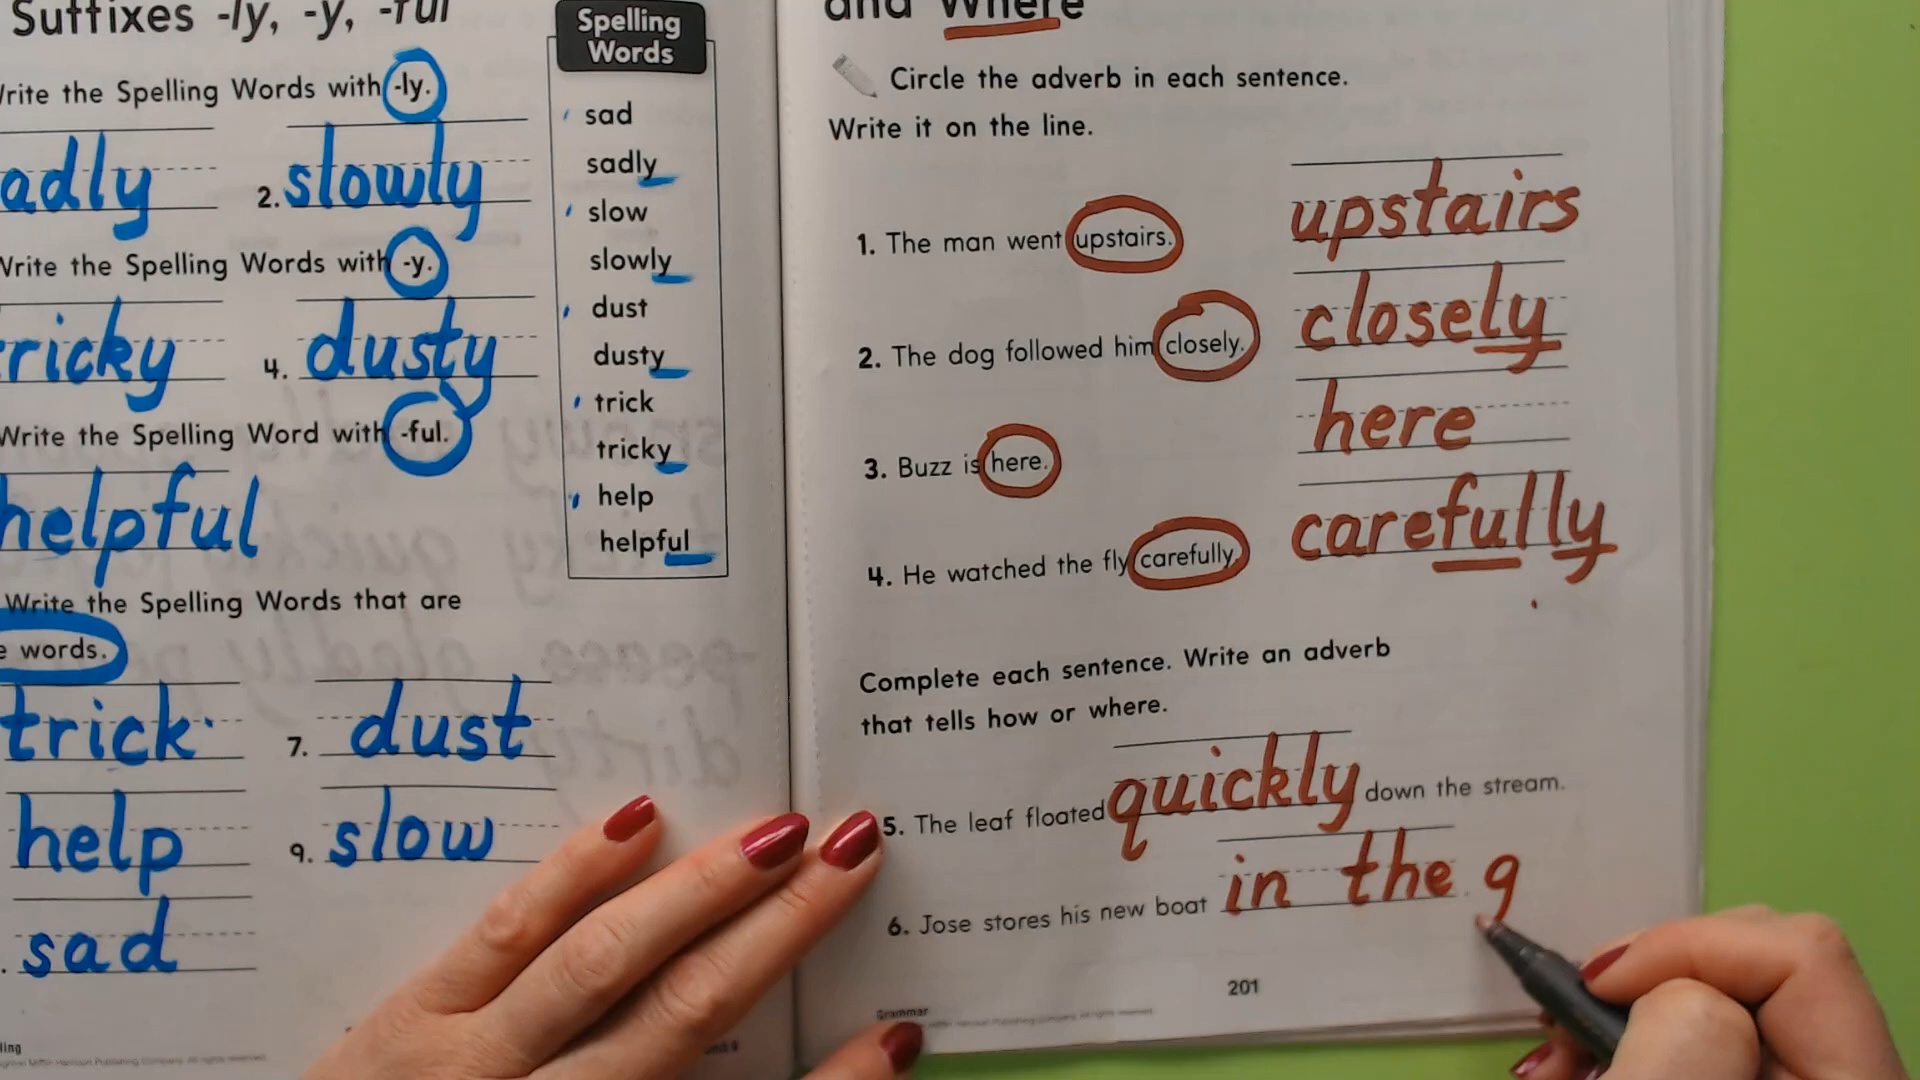 Suffixes -ly, -y, -ful
Write the Spelling Words with -ly.
adly
2. slowly
Write the Spelling Words with -y.
ricky
4. dusty
Write the Spelling Word with -ful.
helpful
Write the Spelling Words that are
words.
trick
7. dust
help
9. slow
sad
Spelling
Words
sad
sadly
slow
slowly
dust
dusty
trick
tricky
help
helpful
and Where
Circle the adverb in each sentence.
Write it on the line.
1. The man went upstairs. upstairs
2. The dog followed him closely. closely
3. Buzz is here. here
4. He watched the fly carefully. carefully
Complete each sentence. Write an adverb
that tells how or where.
5. The leaf floated quickly down the stream.
6. Jose stores his new boat in the g
201
Grammar